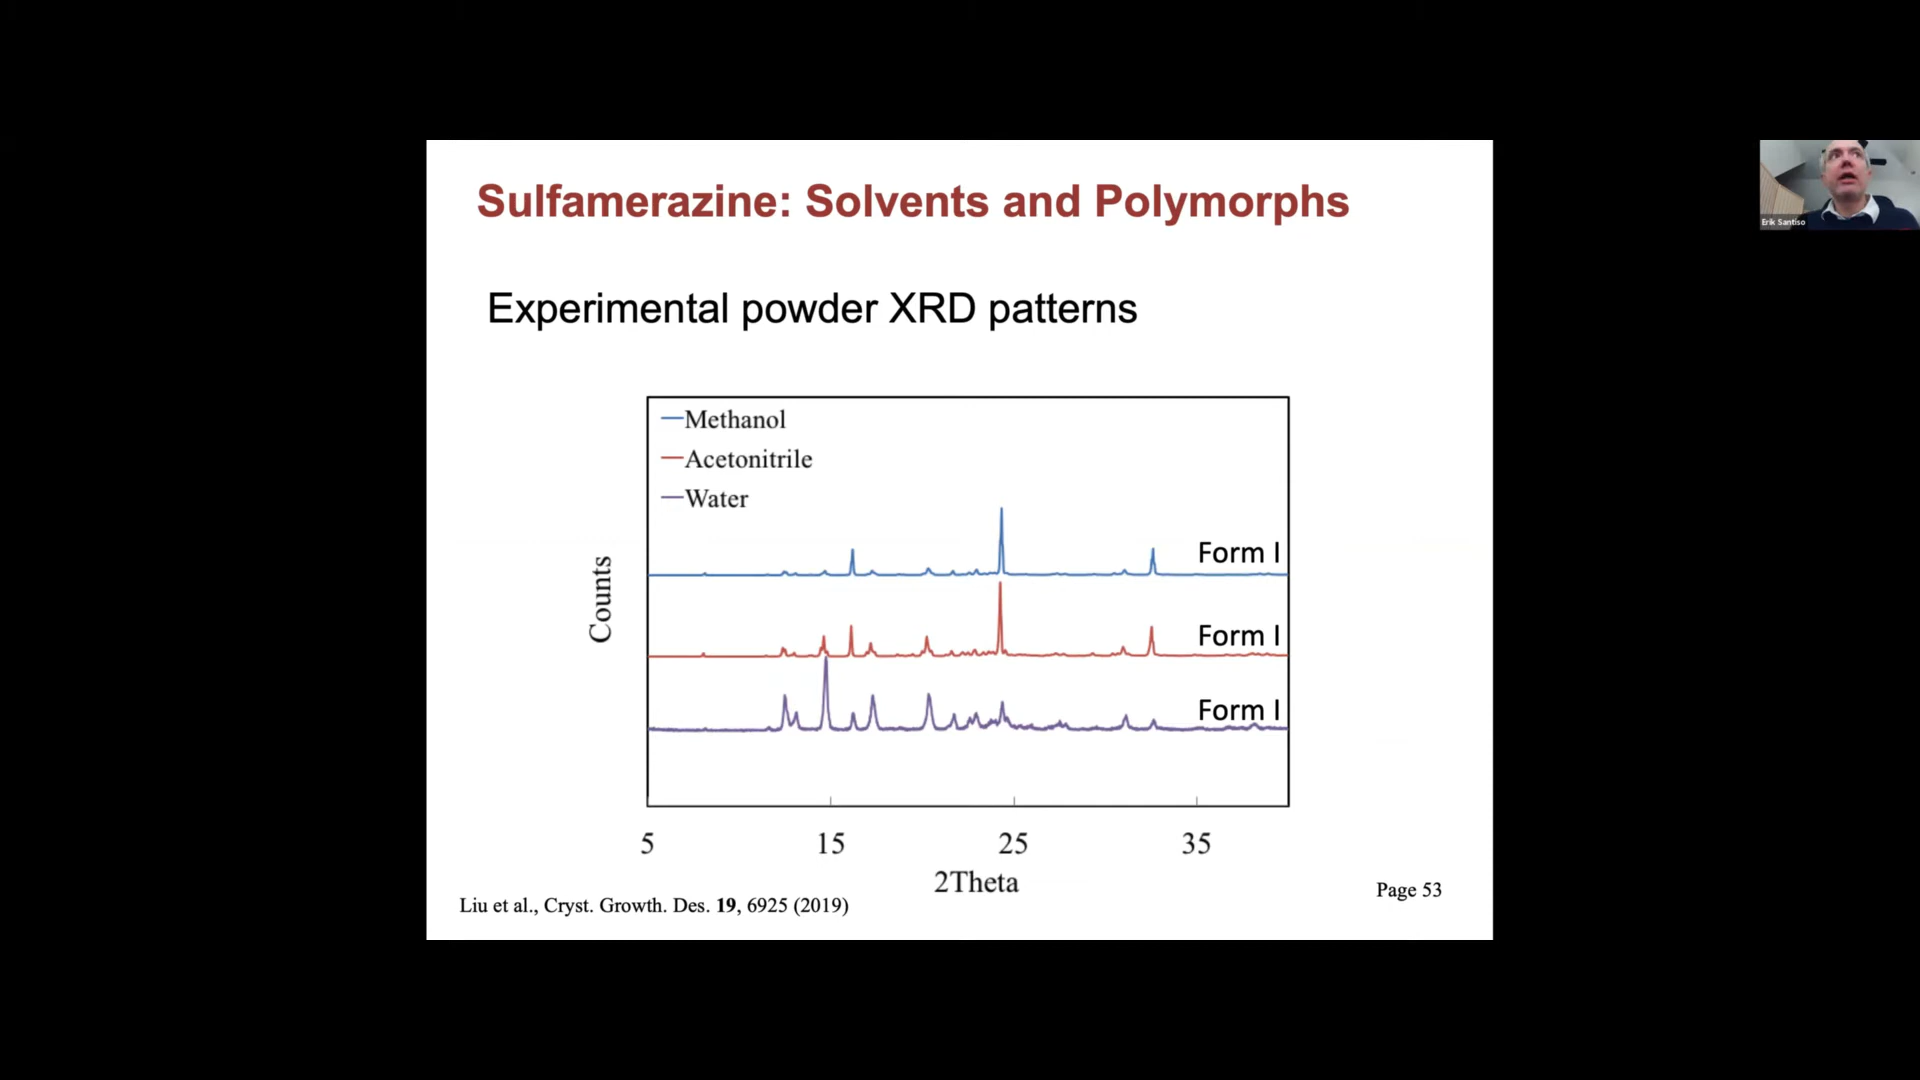 Sulfamerazine: Solvents and Polymorphs
Erik Santiso
Experimental powder XRD patterns
Methanol
Acetonitrile
Water
Form I
Form I
Form I
Counts
5 15 25 35
2Theta
Page 53
Liu et al., Cryst. Growth. Des. 19, 6925 (2019)